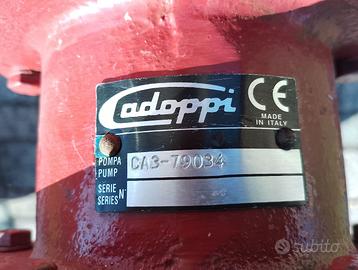 Cadoppi CE
MADE
IN ITALY
POMPA
PUMP CA3-79034
SERIE
SERIES N°
subito